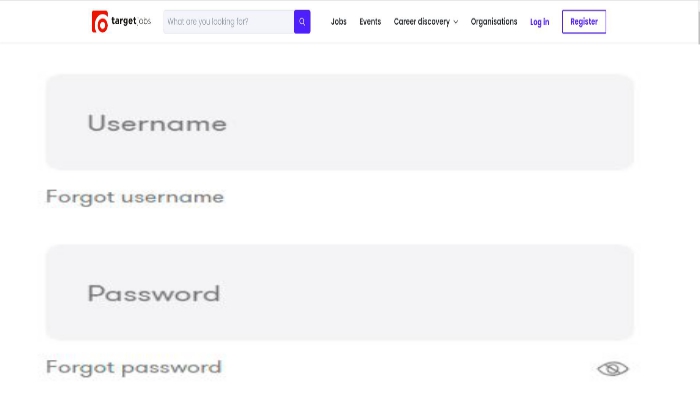 targetjobs What are you looking for? Jobs Events Career discovery Organisations Log in Register
Username
Forgot username
Password
Forgot password